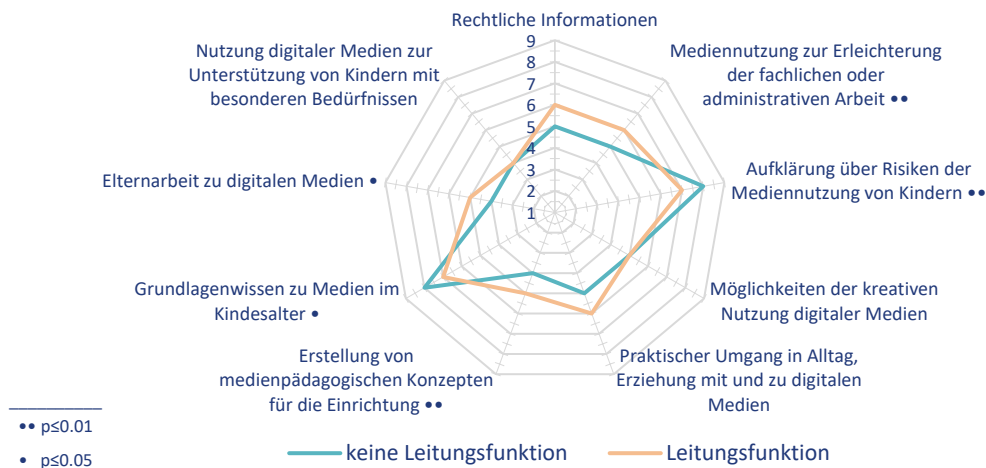 Rechtliche Informationen
9
8
7
6
5
4
3
2
1
Mediennutzung zur Erleichterung
der fachlichen oder
administrativen Arbeit ••
Aufklärung über Risiken der
Mediennutzung von Kindern ••
Möglichkeiten der kreativen
Nutzung digitaler Medien
Praktischer Umgang in Alltag,
Erziehung mit und zu digitalen
Medien
Erstellung von
medienpädagogischen Konzepten
für die Einrichtung ••
Grundlagenwissen zu Medien im
Kindesalter •
Elternarbeit zu digitalen Medien •
Nutzung digitaler Medien zur
Unterstützung von Kindern mit
besonderen Bedürfnissen
•• p≤0.01
• p≤0.05
keine Leitungsfunktion
Leitungsfunktion